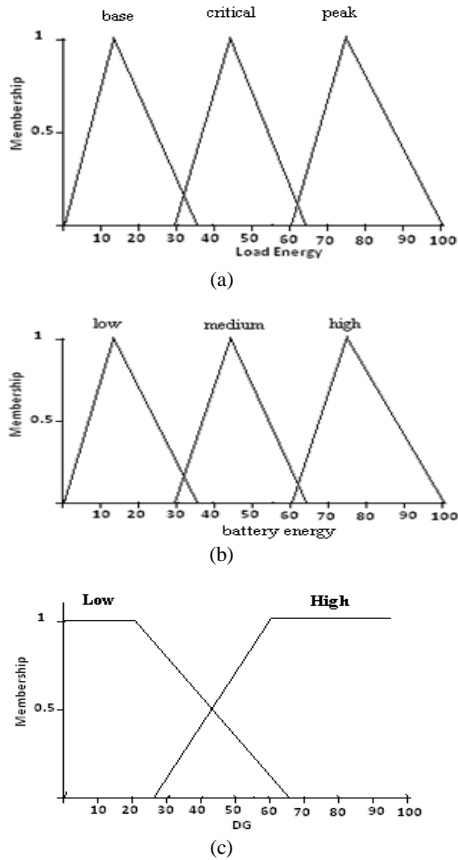 base critical peak
1
0.5
Membership
10 20 30 40 50 60 70 80 90 100
Load Energy
(a)
low medium high
1
0.5
Membership
10 20 30 40 50 60 70 80 90 100
battery energy
(b)
Low High
1
0.5
Membership
10 20 30 40 50 60 70 80 90 100
DG
(c)